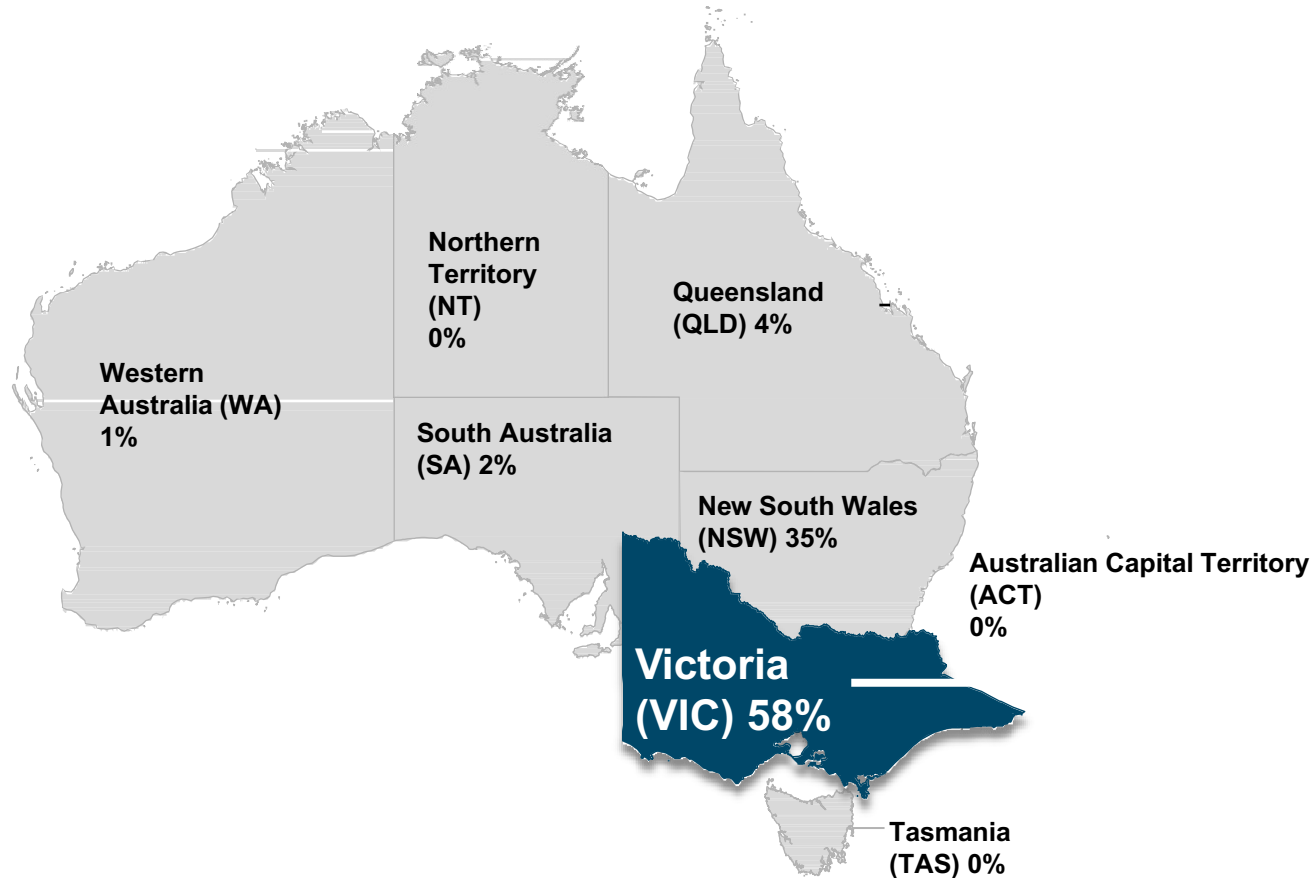 Northern
Territory
(NT)
0%
Queensland
(QLD) 4%
Western
Australia (WA)
1%
South Australia
(SA) 2%
New South Wales
(NSW) 35%
Australian Capital Territory
(ACT)
0%
Victoria
(VIC) 58%
Tasmania
(TAS) 0%